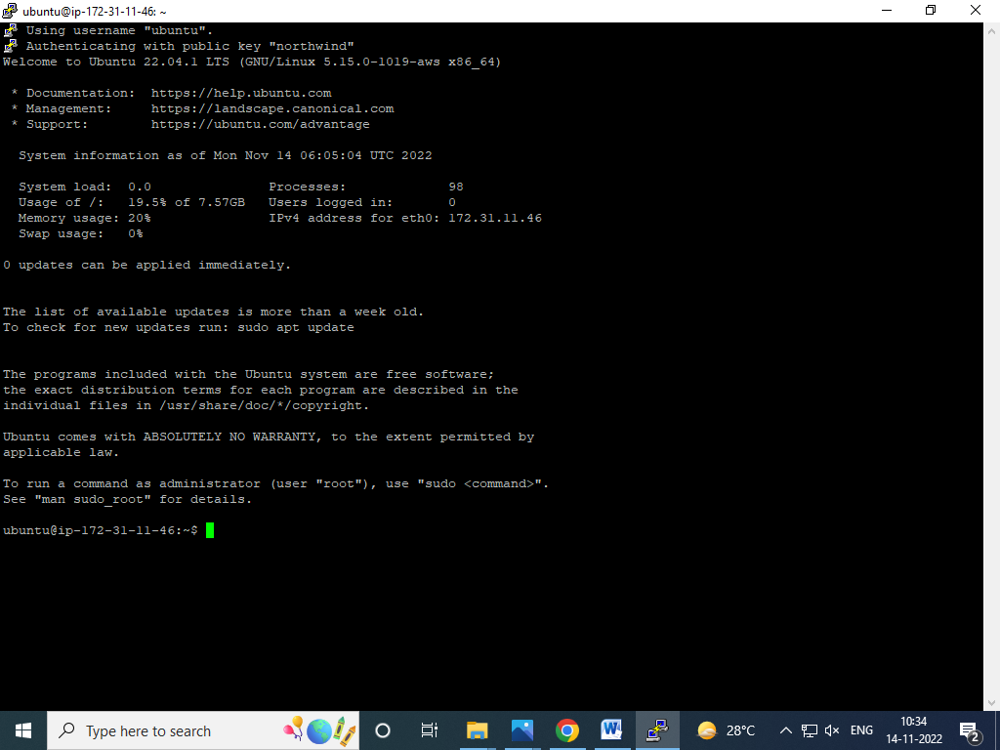 ubuntu@ip-172-31-11-46: ~
Using username "ubuntu".
Authenticating with public key "northwind"
Welcome to Ubuntu 22.04.1 LTS (GNU/Linux 5.15.0-1019-aws x86_64)
* Documentation:  https://help.ubuntu.com
* Management:     https://landscape.canonical.com
* Support:        https://ubuntu.com/advantage
System information as of Mon Nov 14 06:05:04 UTC 2022
System load:  0.0               Processes:             98
Usage of /:   19.5% of 7.57GB   Users logged in:       0
Memory usage: 20%               IPv4 address for eth0: 172.31.11.46
Swap usage:   0%
0 updates can be applied immediately.
The list of available updates is more than a week old.
To check for new updates run: sudo apt update
The programs included with the Ubuntu system are free software;
the exact distribution terms for each program are described in the
individual files in /usr/share/doc/*/copyright.
Ubuntu comes with ABSOLUTELY NO WARRANTY, to the extent permitted by
applicable law.
To run a command as administrator (user "root"), use "sudo <command>".
See "man sudo_root" for details.
ubuntu@ip-172-31-11-46:~$
Type here to search
W
28°C
ENG
10:34
14-11-2022
2